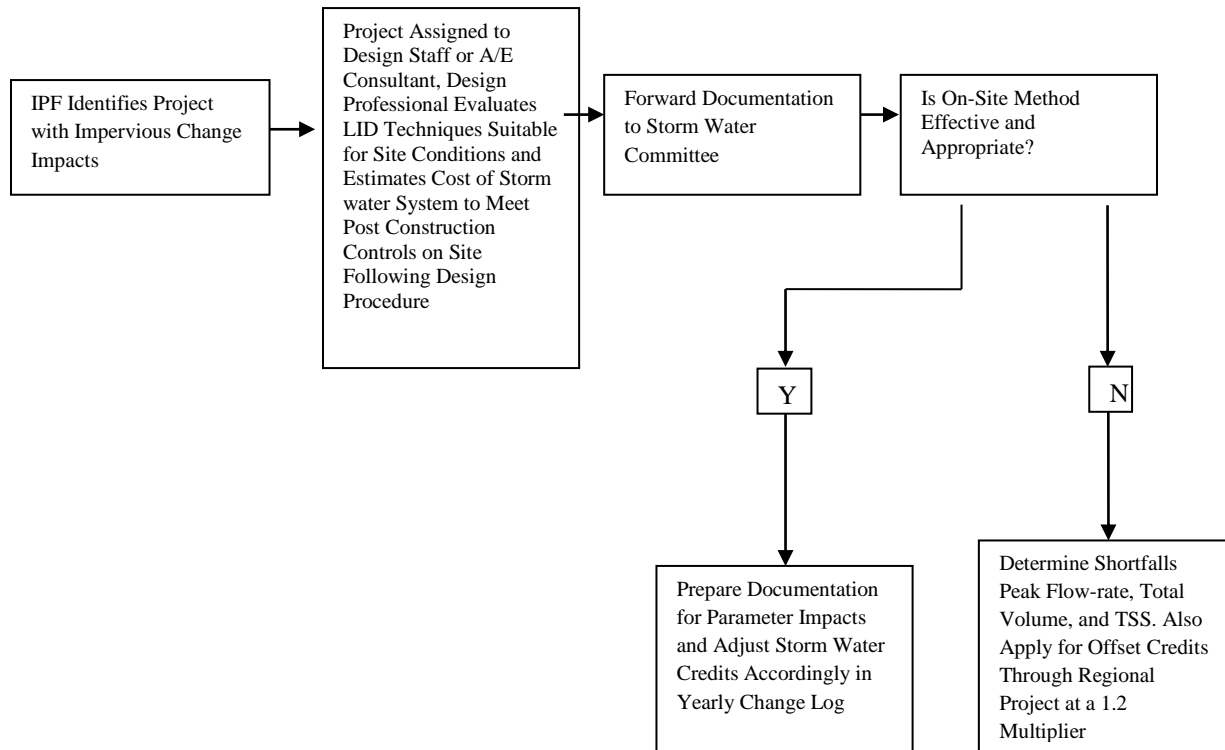 IPF Identifies Project
with Impervious Change
Impacts
Project Assigned to
Design Staff or A/E
Consultant, Design
Professional Evaluates
LID Techniques Suitable
for Site Conditions and
Estimates Cost of Storm
water System to Meet
Post Construction
Controls on Site
Following Design
Procedure
Forward Documentation
to Storm Water
Committee
Is On-Site Method
Effective and
Appropriate?
Y
N
Prepare Documentation
for Parameter Impacts
and Adjust Storm Water
Credits Accordingly in
Yearly Change Log
Determine Shortfalls
Peak Flow-rate, Total
Volume, and TSS. Also
Apply for Offset Credits
Through Regional
Project at a 1.2
Multiplier